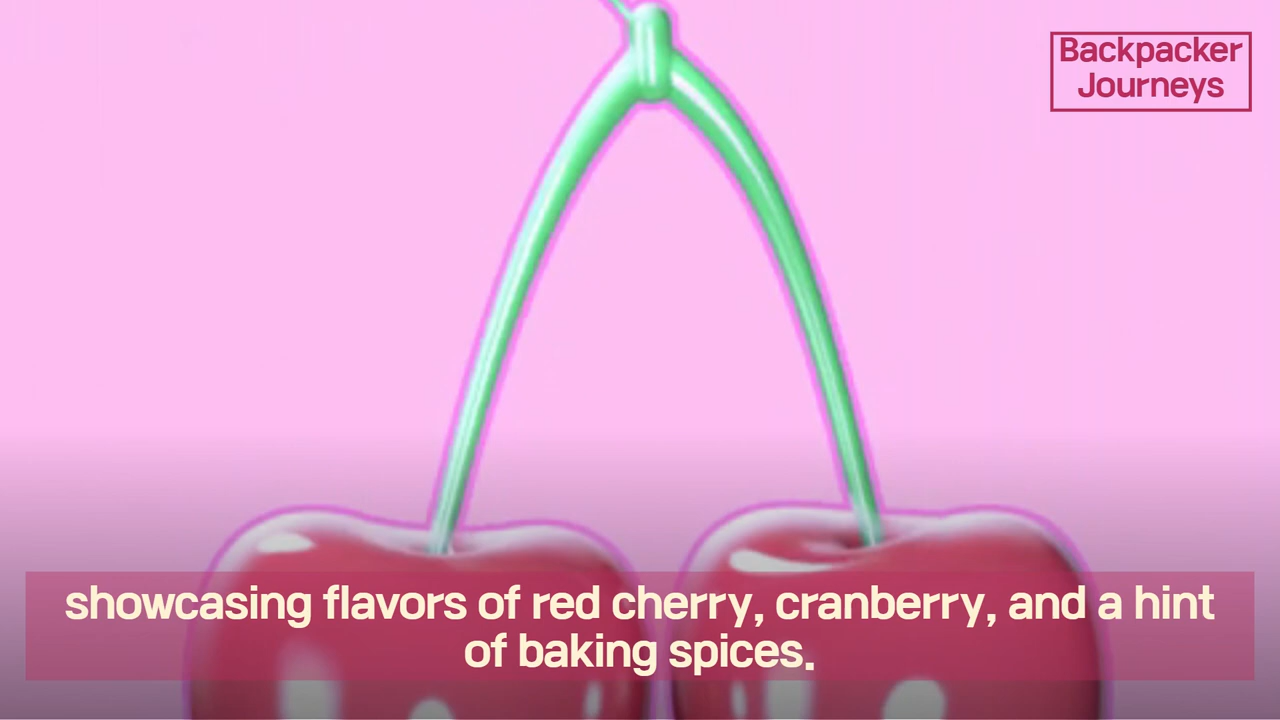 Backpacker
Journeys
showcasing flavors of red cherry, cranberry, and a hint
of baking spices.